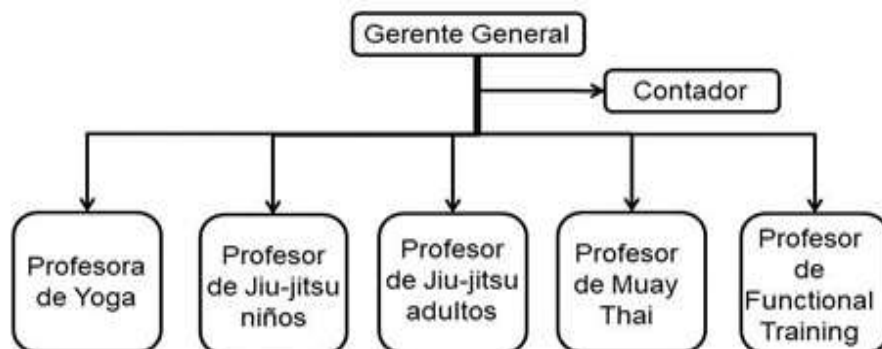 Gerente General
Contador
Profesora
de Yoga
Profesor
de Jiu-jitsu
niños
Profesor
de Jiu-jitsu
adultos
Profesor
de Muay
Thai
Profesor
de
Functional
Training